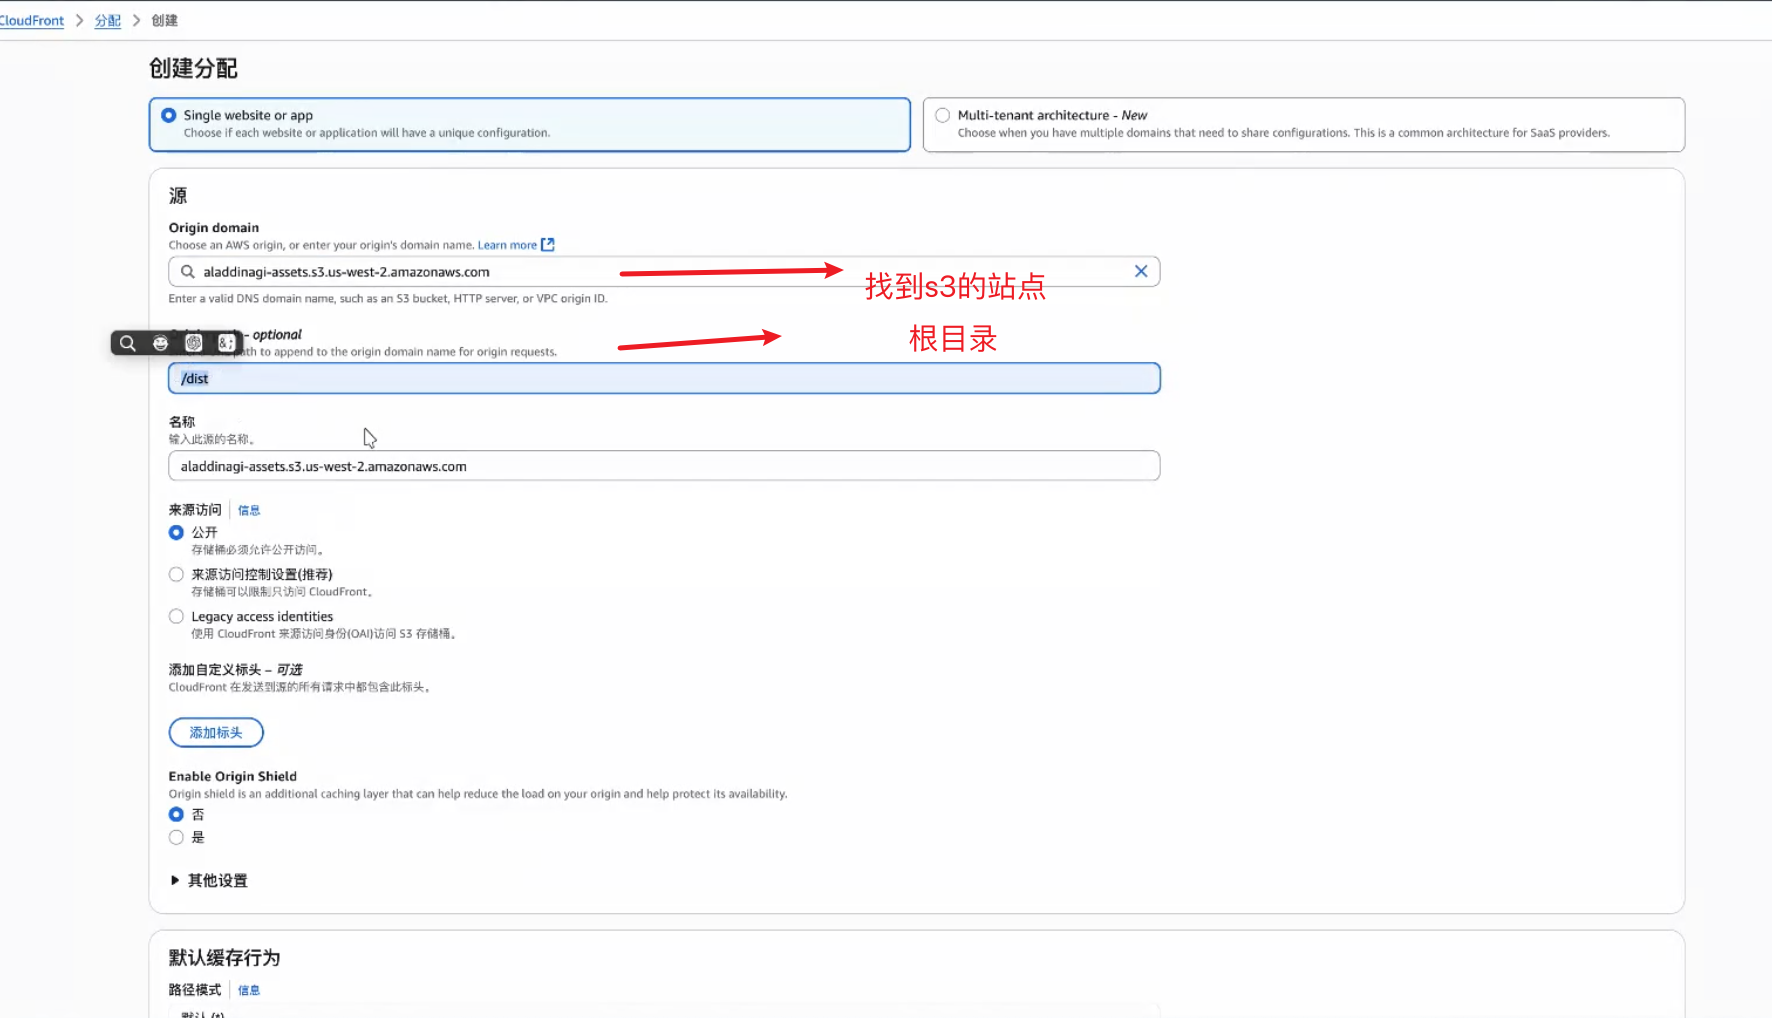 CloudFront > 分配 > 创建
创建分配
Single website or app
Choose if each website or application will have a unique configuration.
Multi-tenant architecture - New
Choose when you have multiple domains that need to share configurations. This is a common architecture for SaaS providers.
源
Origin domain
Choose an AWS origin, or enter your origin's domain name. Learn more
aladdinagi-assets.s3.us-west-2.amazonaws.com
找到s3的站点
Enter a valid DNS domain name, such as an S3 bucket, HTTP server, or VPC origin ID.
- optional
根目录
path to append to the origin domain name for origin requests.
/dist
名称
输入此源的名称。
aladdinagi-assets.s3.us-west-2.amazonaws.com
来源访问 信息
公开
存储桶必须允许公开访问。
来源访问控制设置(推荐)
存储桶可以限制只访问 CloudFront。
Legacy access identities
使用 CloudFront 来源访问身份(OAI)访问 S3 存储桶。
添加自定义标头 – 可选
CloudFront 在发送到源的所有请求中都包含此标头。
添加标头
Enable Origin Shield
Origin shield is an additional caching layer that can help reduce the load on your origin and help protect its availability.
否
是
其他设置
默认缓存行为
路径模式 信息
默认 (*)